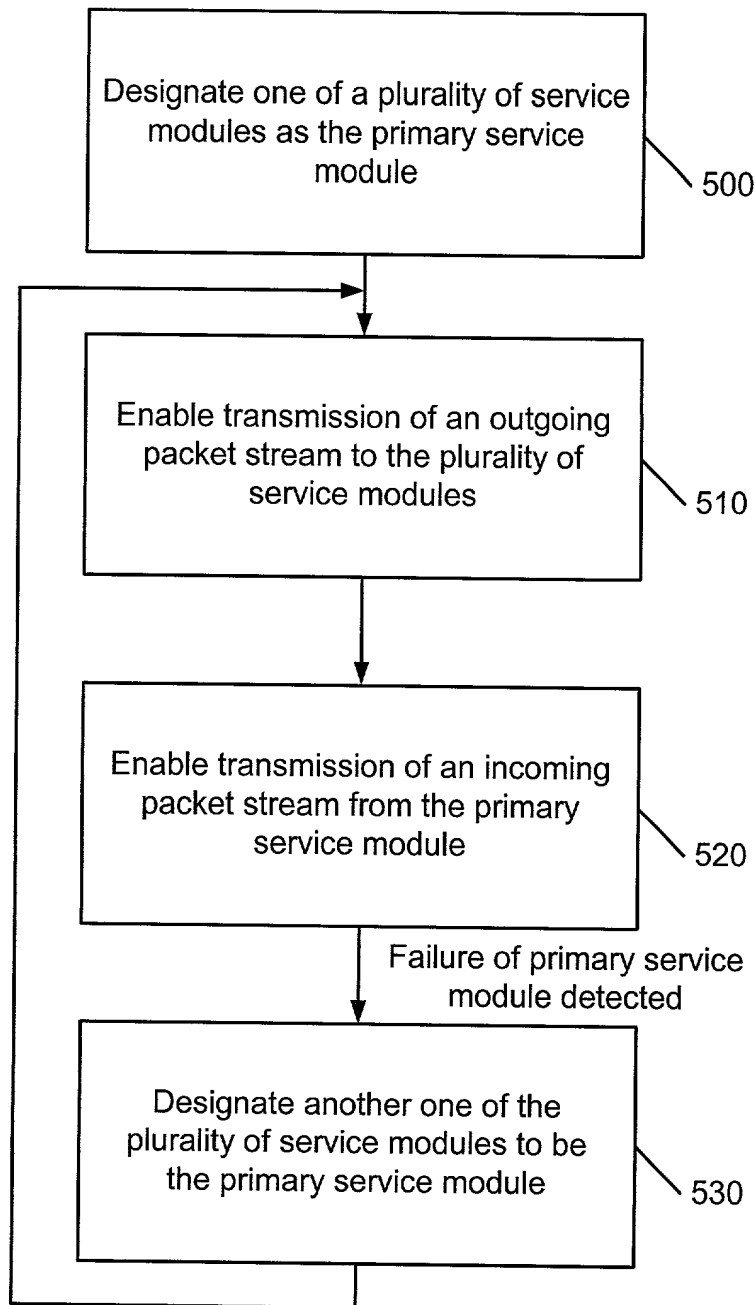 Designate one of a plurality of service
modules as the primary service
module
500
Enable transmission of an outgoing
packet stream to the plurality of
service modules
510
Enable transmission of an incoming
packet stream from the primary
service module
520
Failure of primary service
module detected
Designate another one of the
plurality of service modules to be
the primary service module
530